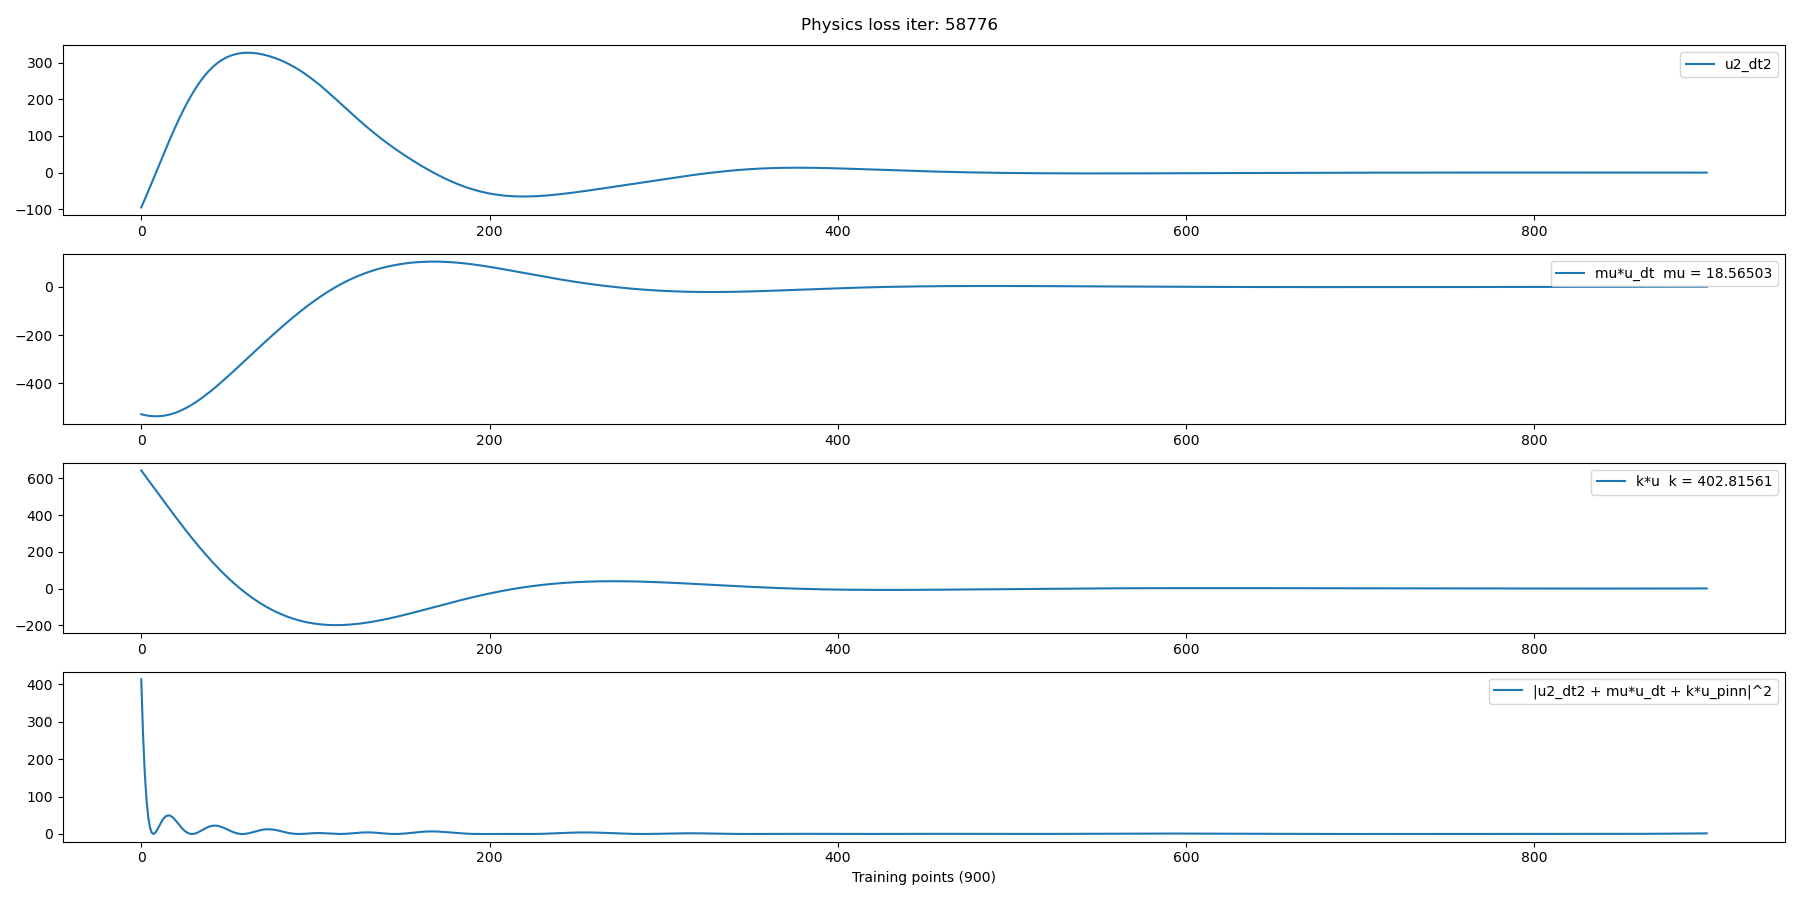 Physics loss iter: 58776
300
200
100
0
−100
u2_dt2
0 200 400 600 800
0
−200
−400
mu*u_dt  mu = 18.56503
0 200 400 600 800
600
400
200
0
−200
k*u  k = 402.81561
0 200 400 600 800
400
300
200
100
0
|u2_dt2 + mu*u_dt + k*u_pinn|^2
0 200 400 600 800
Training points (900)